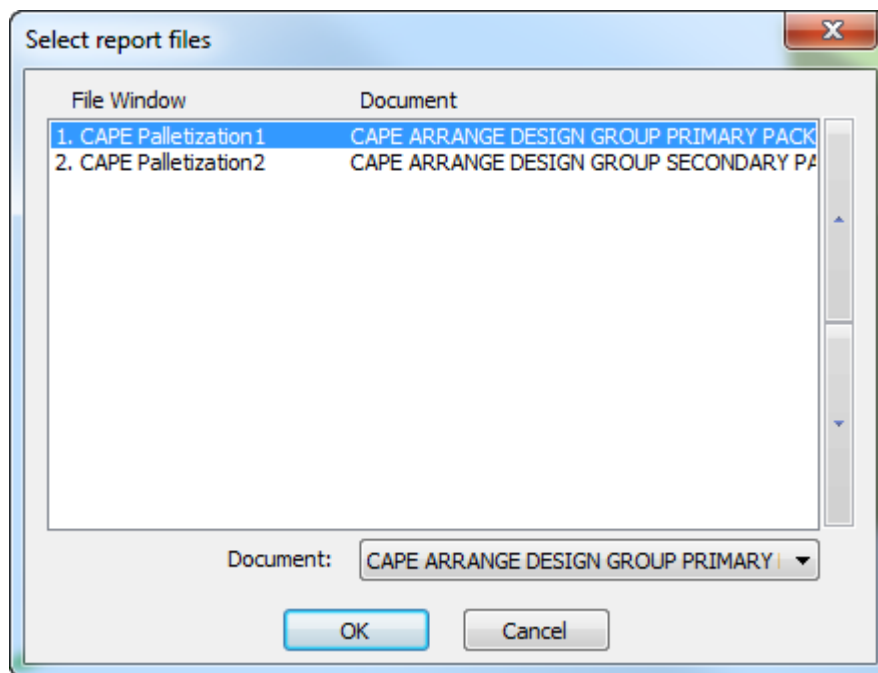 Select report files
File Window Document
1. CAPE Palletization1 CAPE ARRANGE DESIGN GROUP PRIMARY PACK
2. CAPE Palletization2 CAPE ARRANGE DESIGN GROUP SECONDARY PA
Document: CAPE ARRANGE DESIGN GROUP PRIMARY
OK Cancel